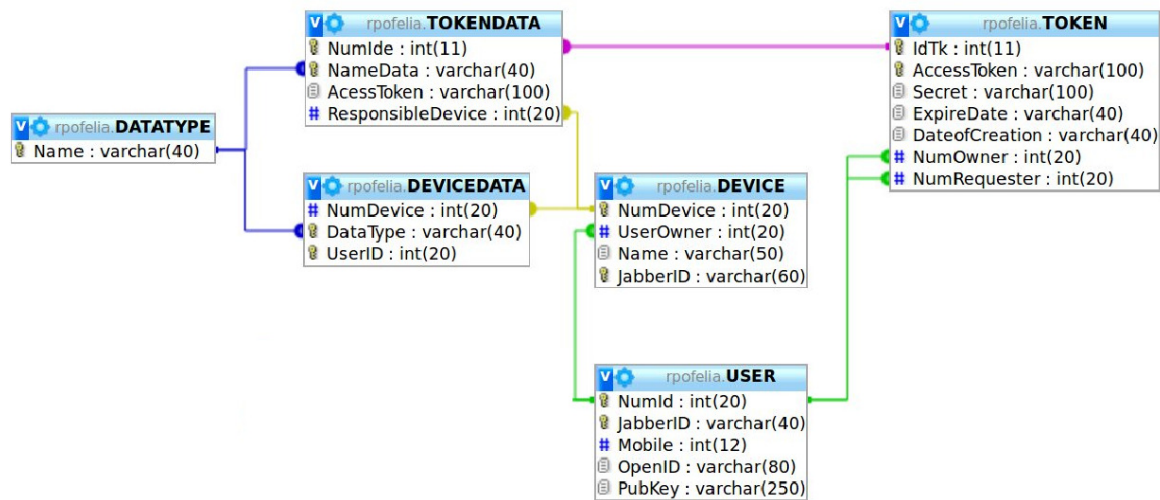 rpofelia.TOKENDATA
NumIde : int(11)
NameData : varchar(40)
AcessToken : varchar(100)
ResponsibleDevice : int(20)
rpofelia.TOKEN
IdTk : int(11)
AccessToken : varchar(100)
Secret : varchar(100)
ExpireDate : varchar(40)
DateofCreation : varchar(40)
NumOwner : int(20)
NumRequester : int(20)
rpofelia.DATATYPE
Name : varchar(40)
rpofelia.DEVICEDATA
NumDevice : int(20)
DataType : varchar(40)
UserID : int(20)
rpofelia.DEVICE
NumDevice : int(20)
UserOwner : int(20)
Name : varchar(50)
JabberID : varchar(60)
rpofelia.USER
NumId : int(20)
JabberID : varchar(40)
Mobile : int(12)
OpenID : varchar(80)
PubKey : varchar(250)